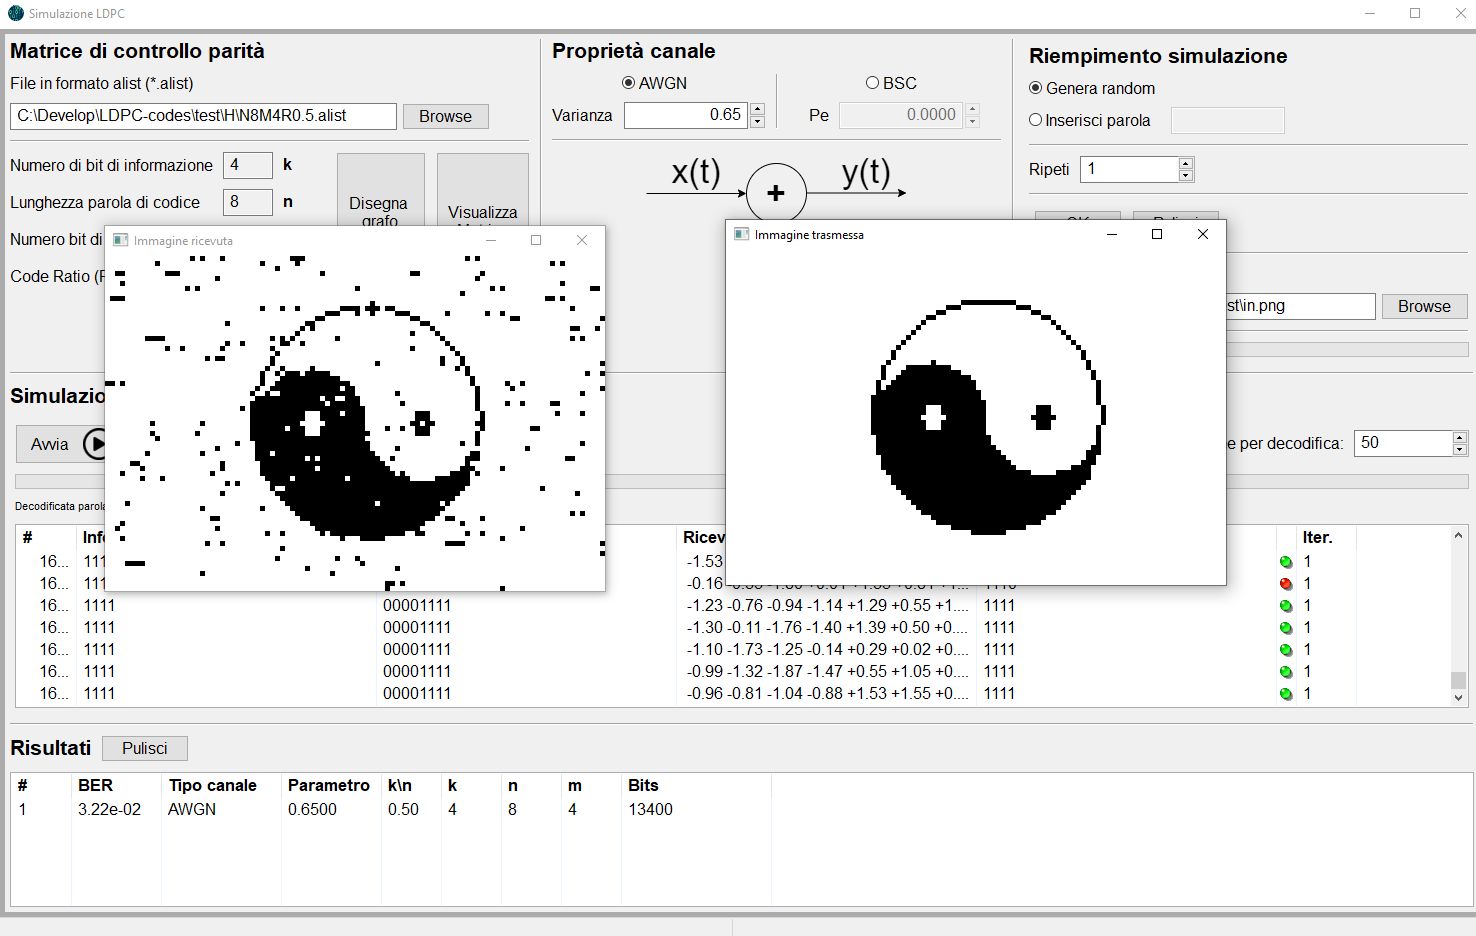 Simulazione LDPC
Matrice di controllo parità
File in formato alist (*.alist)
C:\Develop\LDPC-codes\test\H\N8M4R0.5.alist
Browse
Numero di bit di informazione
4
k
Lunghezza parola di codice
8
n
Numero bit di
Code Ratio
Disegna
grafo
Visualizza
Proprietà canale
AWGN
BSC
Varianza
0.65
Pe
0.0000
x(t)
+
y(t)
Riempimento simulazione
Genera random
Inserisci parola
Ripeti
1
st\in.png
Browse
Immagine ricevuta
Immagine trasmessa
Avvia
e per decodifica:
50
Decodificata
#
Iter.
16...
-1.53
1
16...
-0.16
1
16...
1111
00001111
-1.23 -0.76 -0.94 -1.14 +1.29 +0.55 +1....
1111
1
16...
1111
00001111
-1.30 -0.11 -1.76 -1.40 +1.39 +0.50 +0....
1111
1
16...
1111
00001111
-1.10 -1.73 -1.25 -0.14 +0.29 +0.02 +0....
1111
1
16...
1111
00001111
-0.99 -1.32 -1.87 -1.47 +0.55 +1.05 +0....
1111
1
16...
1111
00001111
-0.96 -0.81 -1.04 -0.88 +1.53 +1.55 +0....
1111
1
Risultati
Pulisci
# BER Tipo canale Parametro k\n k n m Bits
1 3.22e-02 AWGN 0.6500 0.50 4 8 4 13400